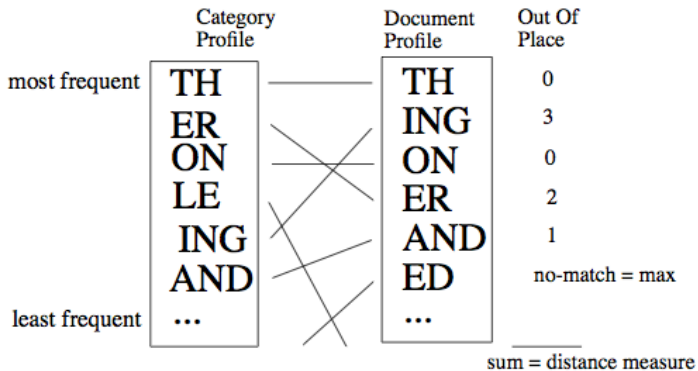 Category Profile
Document Profile
Out Of Place
most frequent
TH
TH
0
ER
ING
3
ON
ON
0
LE
ER
2
ING
AND
1
AND
ED
no-match = max
least frequent
...
...
sum = distance measure